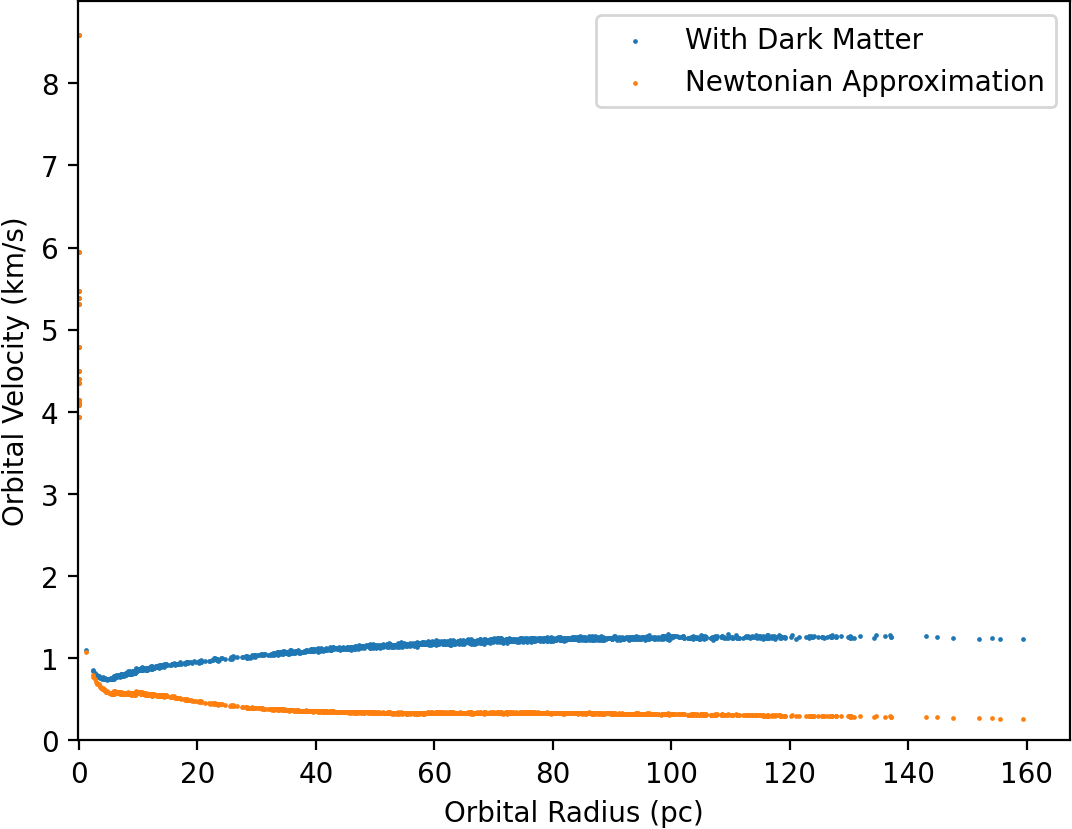 With Dark Matter
Newtonian Approximation
8
7
6
5
4
3
2
1
0
Orbital Velocity (km/s)
0 20 40 60 80 100 120 140 160
Orbital Radius (pc)